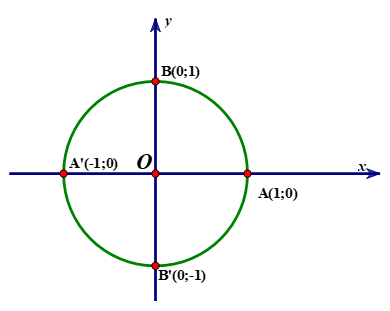 y
B(0;1)
A'(-1;0)
O
x
A(1;0)
B'(0;-1)